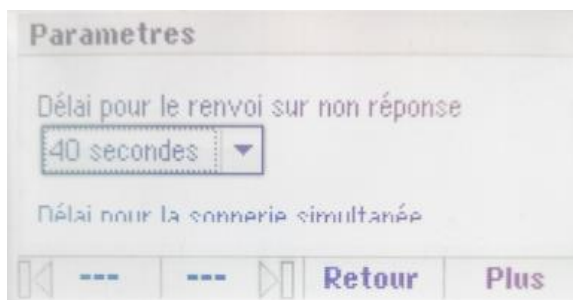 Parametres
Délai pour le renvoi sur non réponse
40 secondes
Délai pour la sonnerie simultanée
--- --- Retour Plus